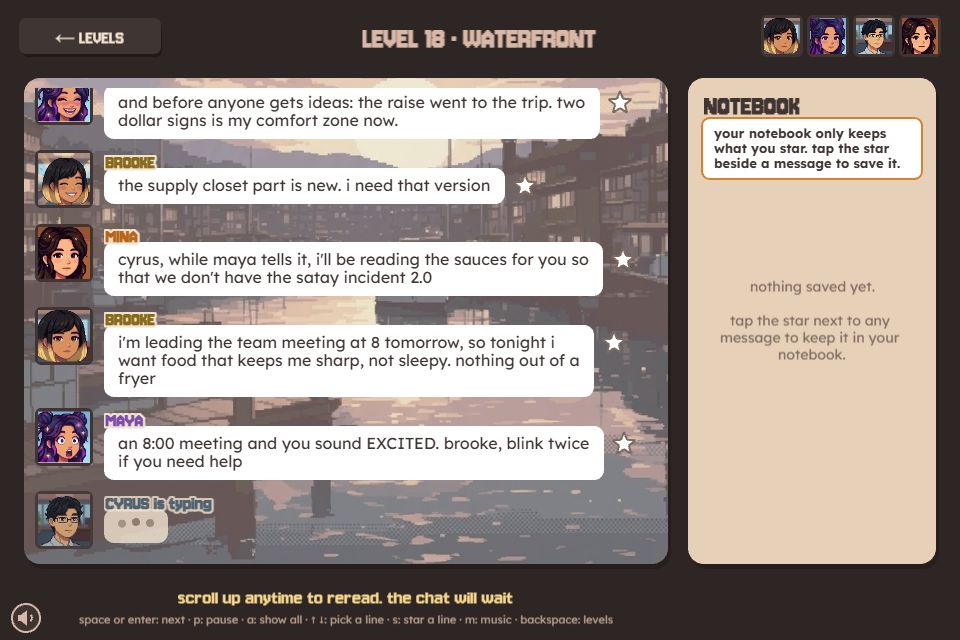 ← LEVELS
LEVEL 18 · WATERFRONT
and before anyone gets ideas: the raise went to the trip. two
dollar signs is my comfort zone now.
BROOKE
the supply closet part is new. i need that version
MINA
cyrus, while maya tells it, i'll be reading the sauces for you so
that we don't have the satay incident 2.0
BROOKE
i'm leading the team meeting at 8 tomorrow, so tonight i
want food that keeps me sharp, not sleepy. nothing out of a
fryer
MAYA
an 8:00 meeting and you sound EXCITED. brooke, blink twice
if you need help
CYRUS is typing
NOTEBOOK
your notebook only keeps
what you star. tap the star
beside a message to save it.
nothing saved yet.
tap the star next to any
message to keep it in your
notebook.
scroll up anytime to reread. the chat will wait
space or enter: next · p: pause · a: show all · ↑ ↓: pick a line · s: star a line · m: music · backspace: levels